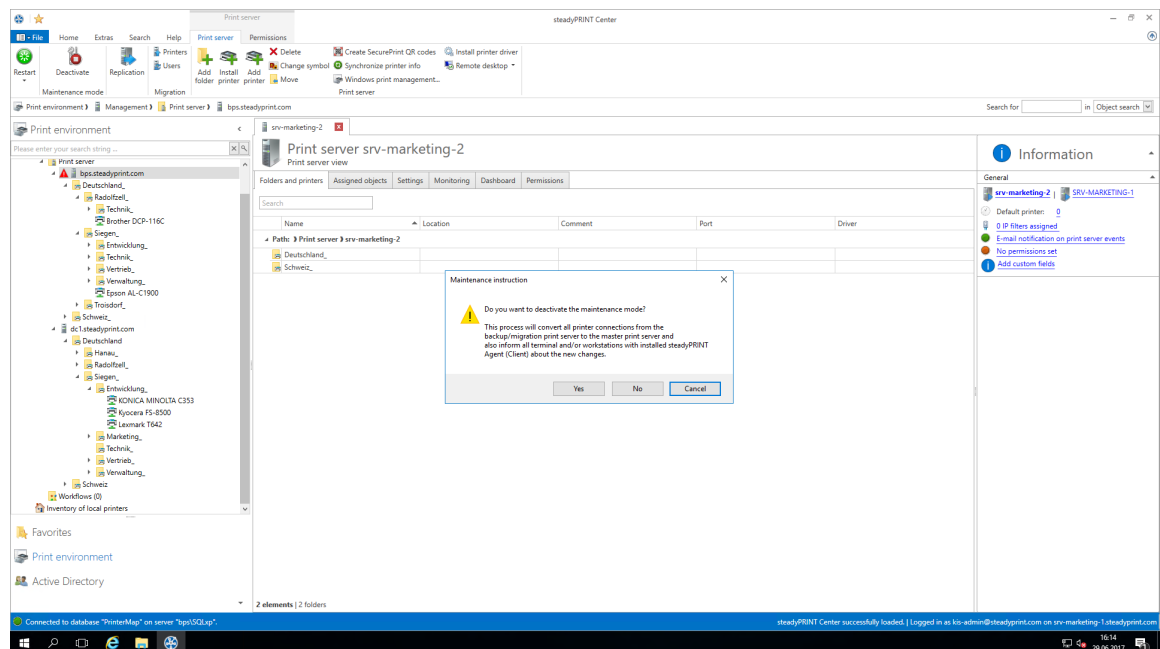 Print server
steadyPRINT Center
File Home Extras Search Help Print server Permissions
Restart
Deactivate
Replication
Printers
Users
Add folder
Install printer
Add printer
Delete
Change symbol
Move
Create SecurePrint QR codes
Synchronize printer info
Windows print management...
Install printer driver
Remote desktop
Maintenance mode
Migration
Print server
Print environment Management Print server bps.steadyprint.com
Search for in Object search
Print environment
Please enter your search string ...
Print server
bps.steadyprint.com
Deutschland_
Radolfzell_
Technik_
Brother DCP-116C
Siegen_
Entwicklung_
Technik_
Vertrieb_
Verwaltung_
Epson AL-C1900
Troisdorf_
Schweiz_
dc1.steadyprint.com
Deutschland
Hanau_
Radolfzell_
Siegen_
Entwicklung_
KONICA MINOLTA C353
Kyocera FS-8500
Lexmark T642
Marketing_
Technik_
Vertrieb_
Verwaltung_
Schweiz
Workflows (0)
Inventory of local printers
Favorites
Print environment
Active Directory
srv-marketing-2
Print server srv-marketing-2
Print server view
Folders and printers Assigned objects Settings Monitoring Dashboard Permissions
Search
Name Location Comment Port Driver
Path: Print server srv-marketing-2
Deutschland_
Schweiz_
Maintenance instruction
Do you want to deactivate the maintenance mode?
This process will convert all printer connections from the
backup/migration print server to the master print server and
also inform all terminal and/or workstations with installed steadyPRINT
Agent (Client) about the new changes.
Yes No Cancel
2 elements | 2 folders
Information
General
srv-marketing-2 | SRV-MARKETING-1
Default printer: 0
0 IP filters assigned
E-mail notification on print server events
No permissions set
Add custom fields
Connected to database "PrinterMap" on server "bps\SQLxp".
steadyPRINT Center successfully loaded. | Logged in as kis-admin@steadyprint.com on srv-marketing-1.steadyprint.com
16:14
29.06.2017